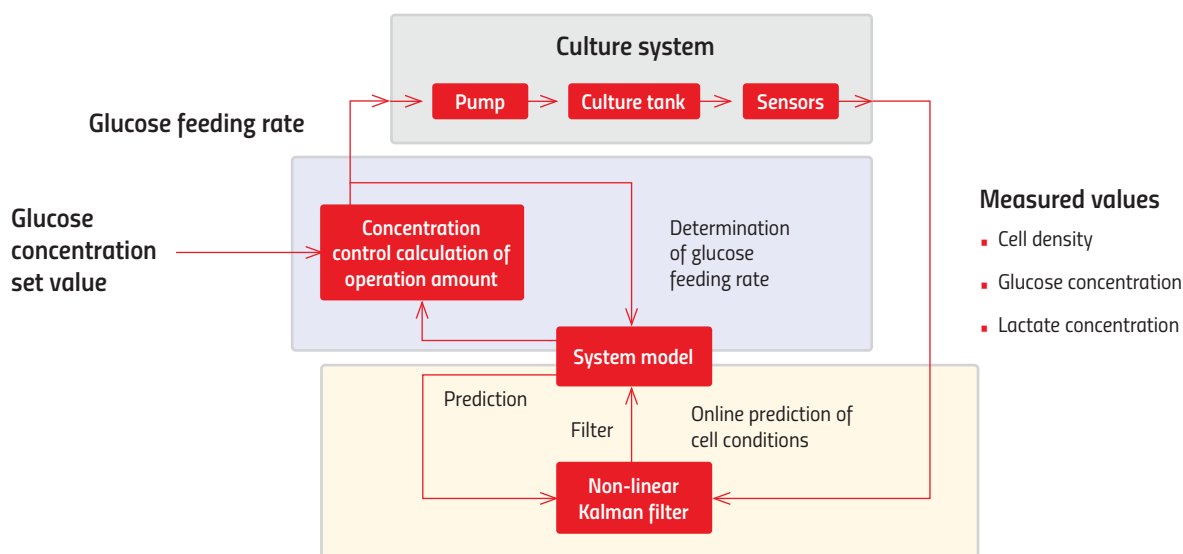 Culture system
Pump
Culture tank
Sensors
Glucose feeding rate
Glucose
concentration
set value
Concentration
control calculation of
operation amount
Determination
of glucose
feeding rate
Measured values
Cell density
Glucose concentration
Lactate concentration
System model
Prediction
Filter
Online prediction of
cell conditions
Non-linear
Kalman filter